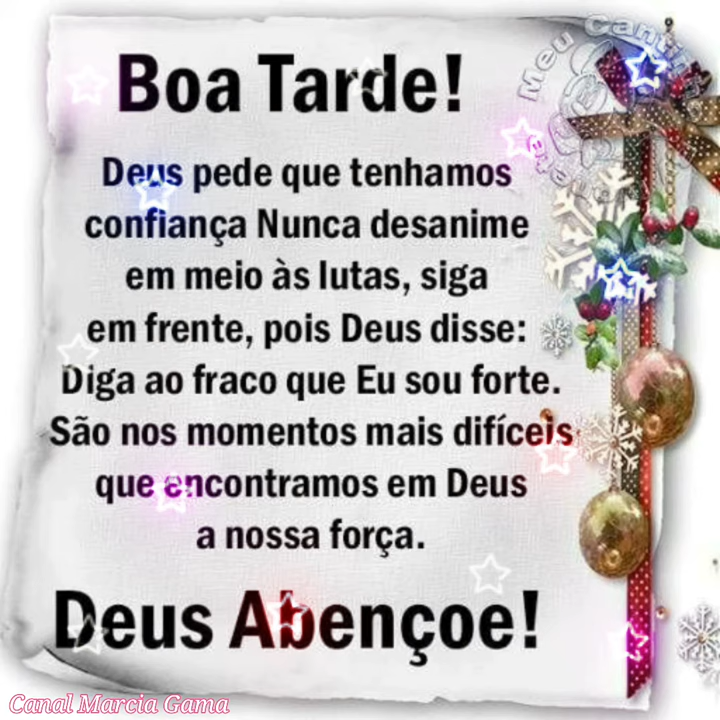 Boa Tarde!
Deus pede que tenhamos
confiança Nunca desanime
em meio às lutas, siga
em frente, pois Deus disse:
Diga ao fraco que Eu sou forte.
São nos momentos mais difíceis
que encontramos em Deus
a nossa força.
Deus Abençoe!
Canal Marcia Gama
Meu Cantinho